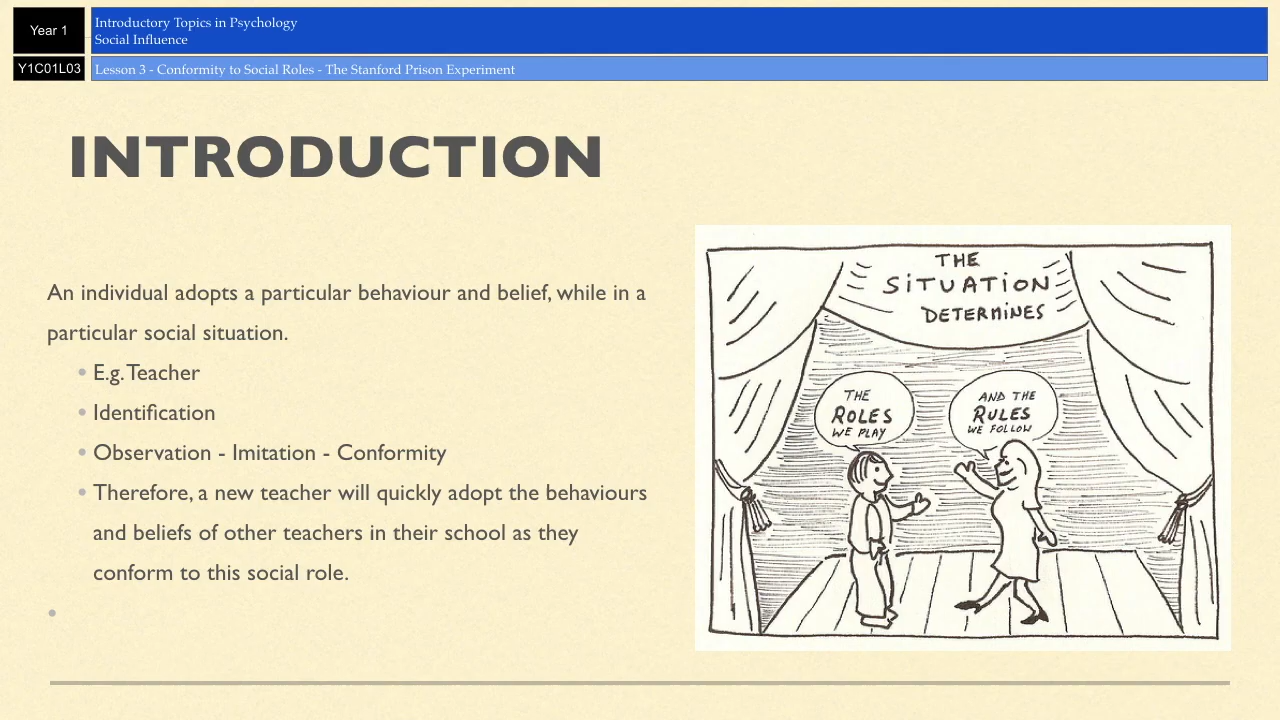 Year 1
Introductory Topics in Psychology
Social Influence
Y1C01L03
Lesson 3 - Conformity to Social Roles - The Stanford Prison Experiment
INTRODUCTION
An individual adopts a particular behaviour and belief, while in a
particular social situation.
• E.g. Teacher
• Identification
• Observation - Imitation - Conformity
• Therefore, a new teacher will quickly adopt the behaviours
and beliefs of other teachers in their school as they
conform to this social role.
•
THE
SITUATION
DETERMINES
THE
ROLES
WE PLAY
AND THE
RULES
WE FOLLOW